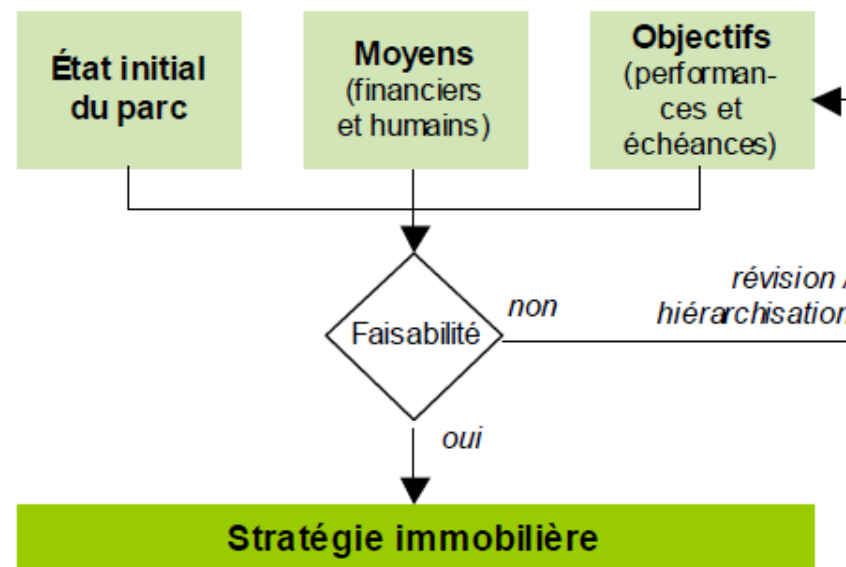 État initial
du parc
Moyens
(financiers
et humains)
Objectifs
(performan-
ces et
échéances)
Faisabilité
non
révision /
hiérarchisation
oui
Stratégie immobilière